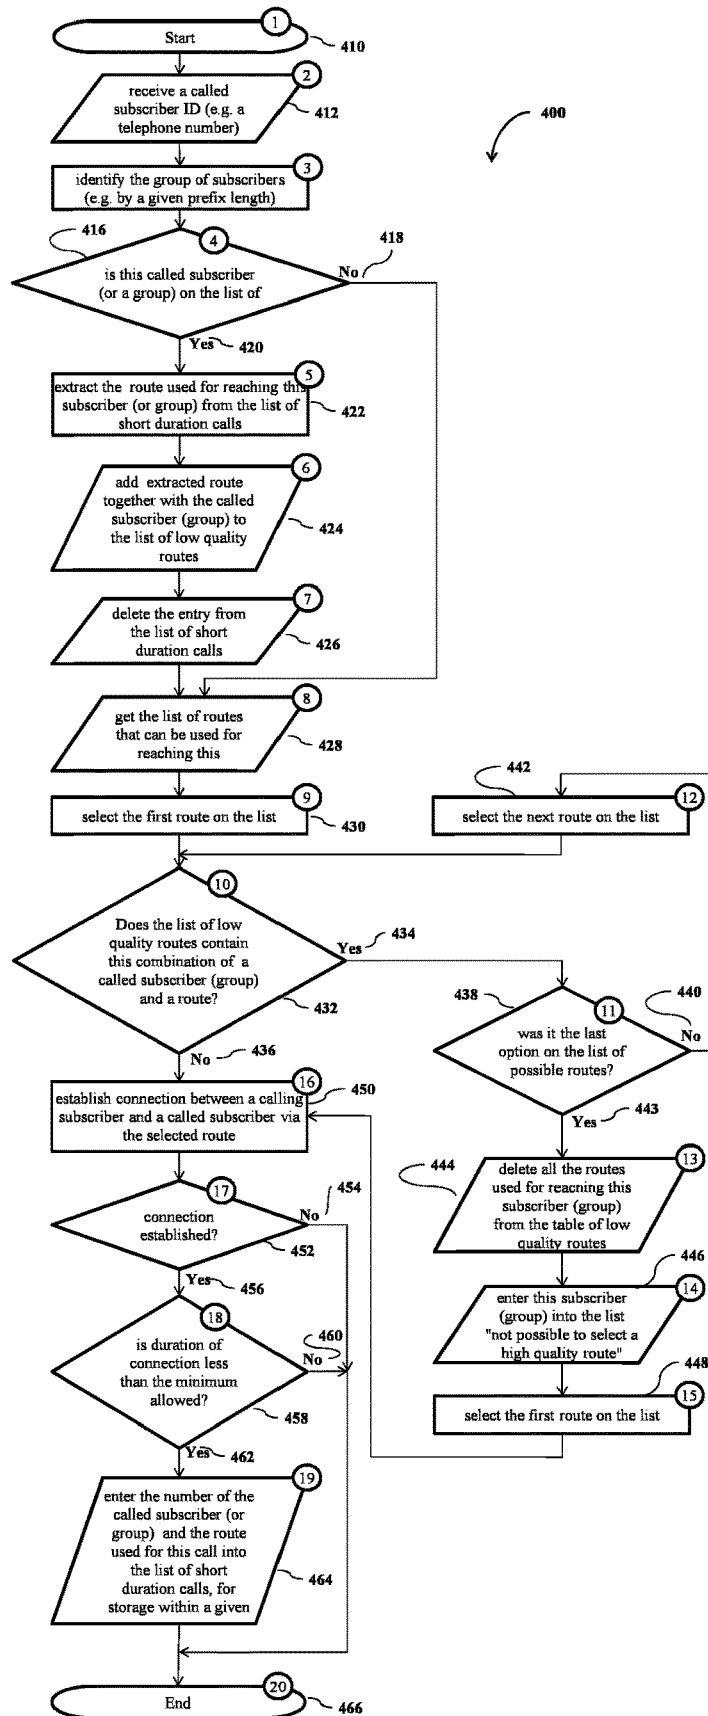 1
Start
410
2
receive a called
subscriber ID (e.g. a
telephone number)
412
400
3
identify the group of subscribers
(e.g. by a given prefix length)
416
4
418
No
is this called subscriber
(or a group) on the list of
Yes
420
5
extract the route used for reaching this
subscriber (or group) from the list of
short duration calls
422
6
add extracted route
together with the called
subscriber (group) to
the list of low quality
routes
424
7
delete the entry from
the list of short
duration calls
426
8
get the list of routes
that can be used for
reaching this
428
9
select the first route on the list
430
442
12
select the next route on the list
10
Does the list of low
quality routes contain
this combination of a
called subscriber (group)
and a route?
Yes
434
432
No
436
438
11
440
No
was it the last
option on the list of
possible routes?
Yes
443
16
450
establish connection between a calling
subscriber and a called subscriber via
the selected route
13
444
delete all the routes
used for reacning this
subscriber (group)
from the table of low
quality routes
17
454
No
connection
established?
452
Yes
456
446
14
enter this subscriber
(group) into the list
"not possible to select a
high quality route"
18
460
No
is duration of
connection less
than the minimum
allowed?
458
Yes
462
448
15
select the first route on the list
19
enter the number of the
called subscriber (or
group) and the route
used for this call into
the list of short
duration calls, for
storage within a given
464
20
End
466